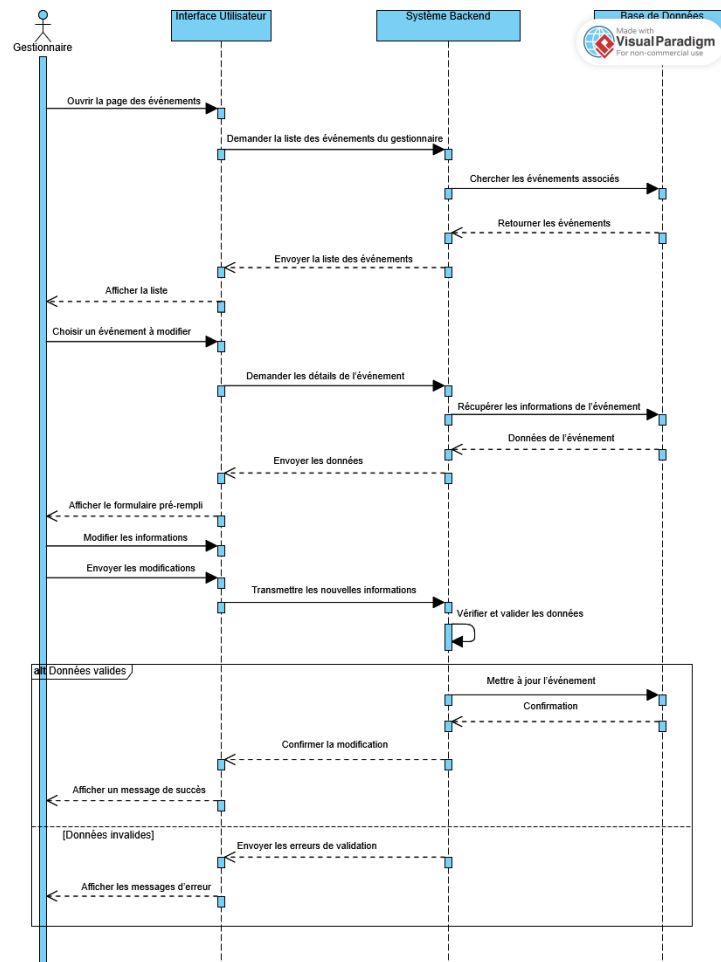 Interface Utilisateur
Système Backend
Base de Données
Made with
VisualParadigm
For non-commercial use
Gestionnaire
Ouvrir la page des événements
Demander la liste des événements du gestionnaire
Chercher les événements associés
Retourner les événements
Envoyer la liste des événements
Afficher la liste
Choisir un événement à modifier
Demander les détails de l'événement
Récupérer les informations de l'événement
Données de l'événement
Envoyer les données
Afficher le formulaire pré-rempli
Modifier les informations
Envoyer les modifications
Transmettre les nouvelles informations
Vérifier et valider les données
alt Données valides
Mettre à jour l'événement
Confirmation
Confirmer la modification
Afficher un message de succès
[Données invalides]
Envoyer les erreurs de validation
Afficher les messages d'erreur